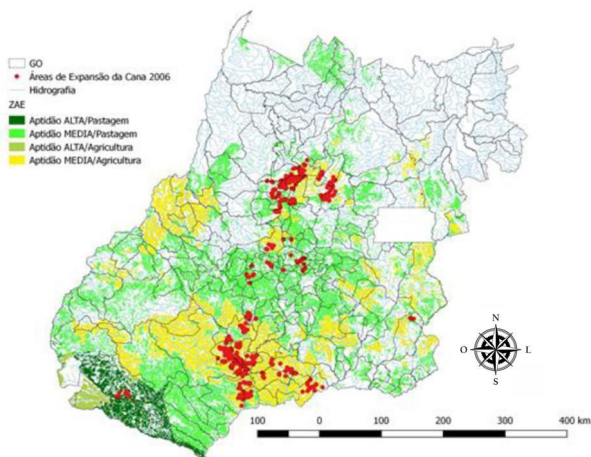 GO
Áreas de Expansão da Cana 2006
Hidrografia
ZAE
Aptidão ALTA/Pastagem
Aptidão MEDIA/Pastagem
Aptidão ALTA/Agricultura
Aptidão MEDIA/Agricultura
N
O L
S
100 0 100 200 300 400 km